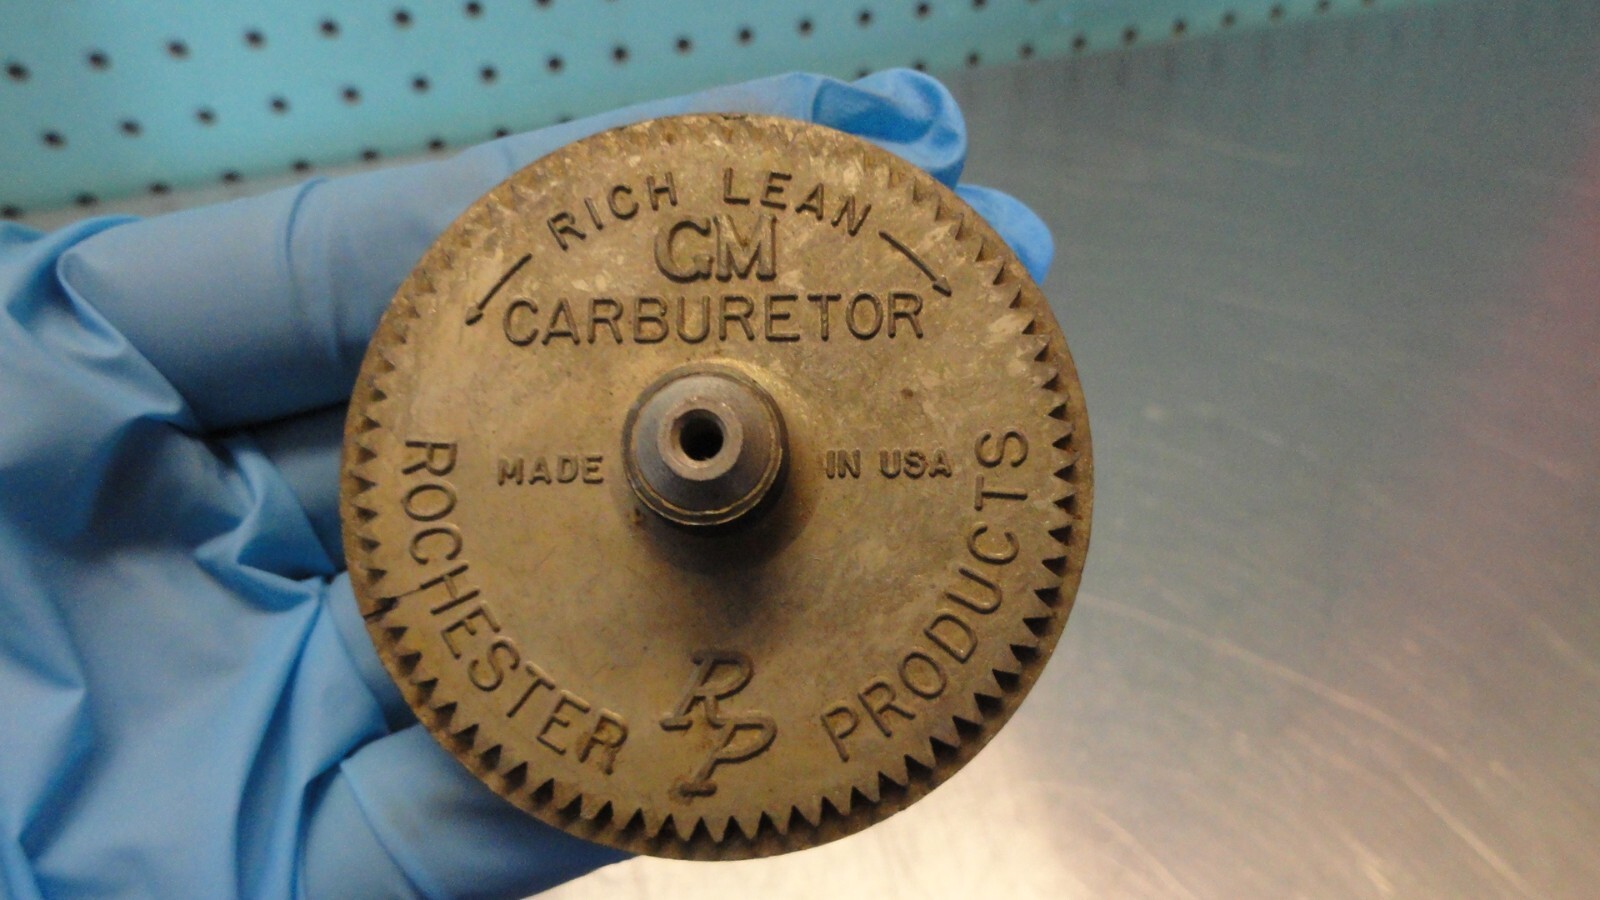 RICH LEAN
GM
CARBURETOR
MADE IN USA
ROCHESTER PRODUCTS
RP